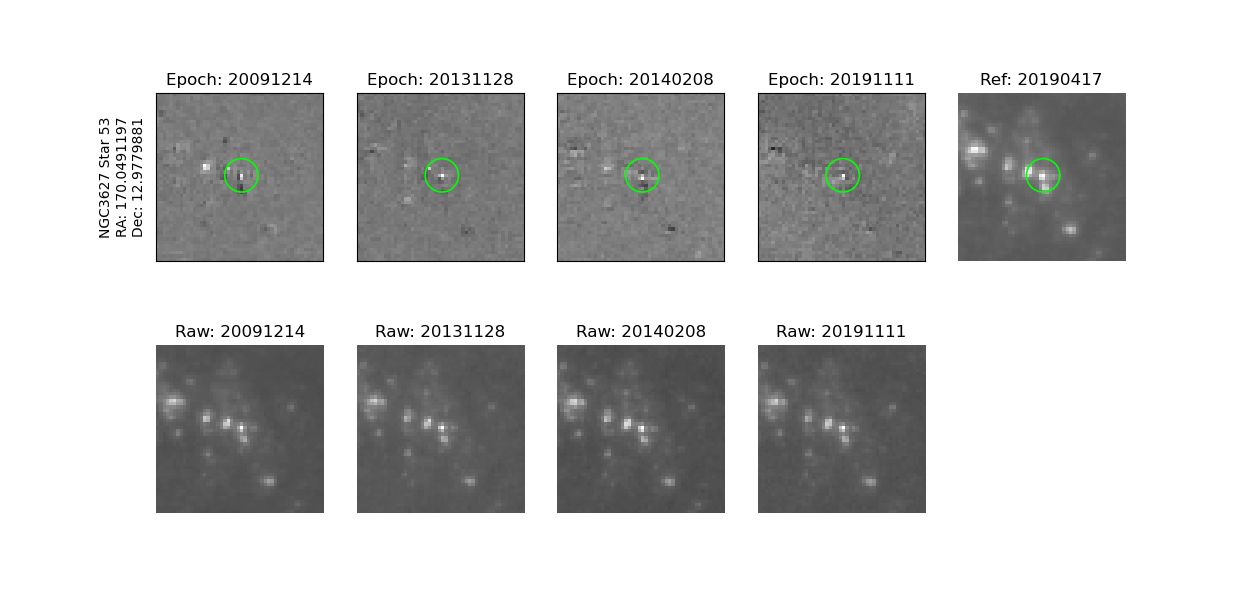 Epoch: 20091214
Epoch: 20131128
Epoch: 20140208
Epoch: 20191111
Ref: 20190417
NGC3627 Star 53
RA: 170.0491197
Dec: 12.9779881
Raw: 20091214
Raw: 20131128
Raw: 20140208
Raw: 20191111